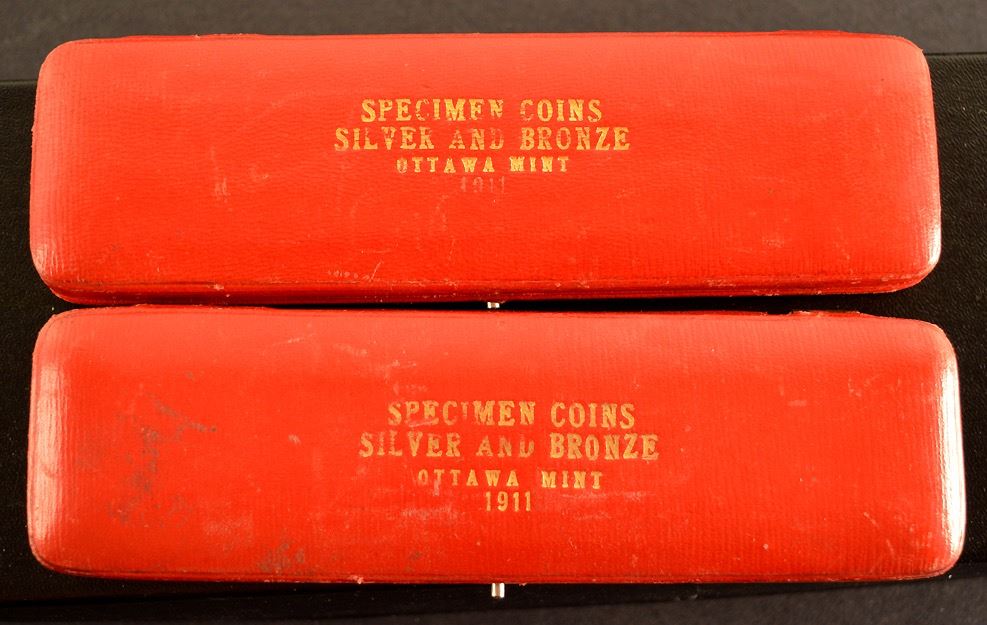 SPECIMEN COINS
SILVER AND BRONZE
OTTAWA MINT
1911
SPECIMEN COINS
SILVER AND BRONZE
OTTAWA MINT
1911